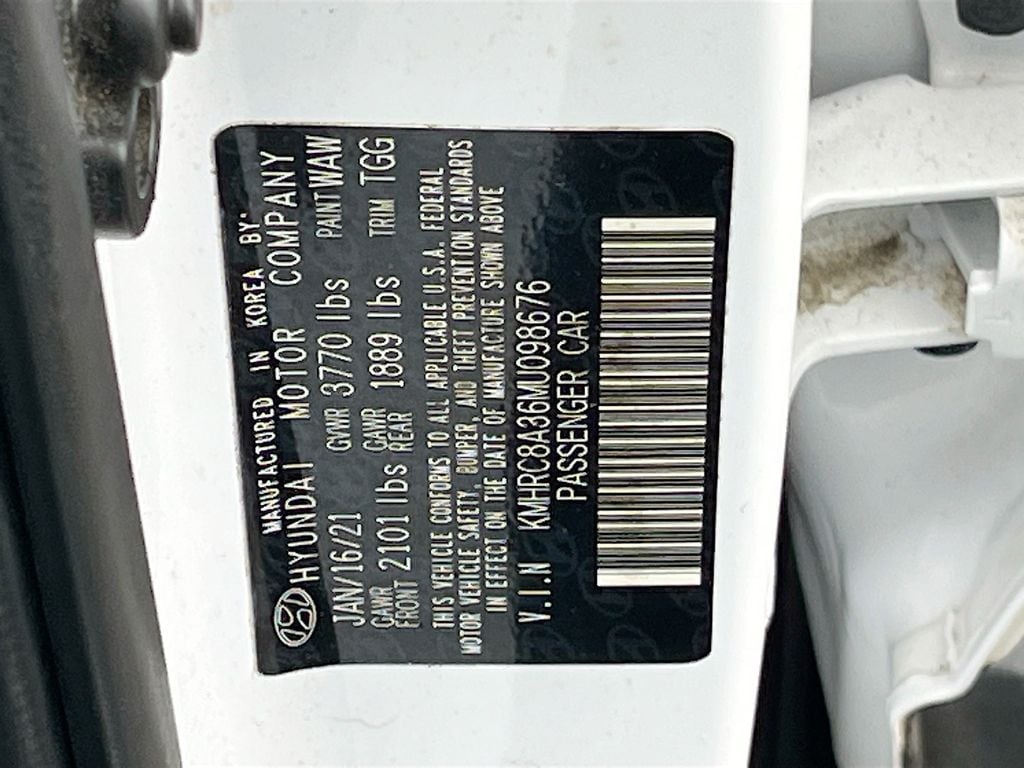 MANUFACTURED IN KOREA BY:
HYUNDAI MOTOR COMPANY
JAN/16/21 GVWR 3770 lbs PAINT WAW
GAWR FRONT 2101 lbs GAWR REAR 1889 lbs TRIM TGG
THIS VEHICLE CONFORMS TO ALL APPLICABLE U.S.A. FEDERAL
MOTOR VEHICLE SAFETY, BUMPER, AND THEFT PREVENTION STANDARDS
IN EFFECT ON THE DATE OF MANUFACTURE SHOWN ABOVE
V.I.N KMHRC8A36MU098676
PASSENGER CAR